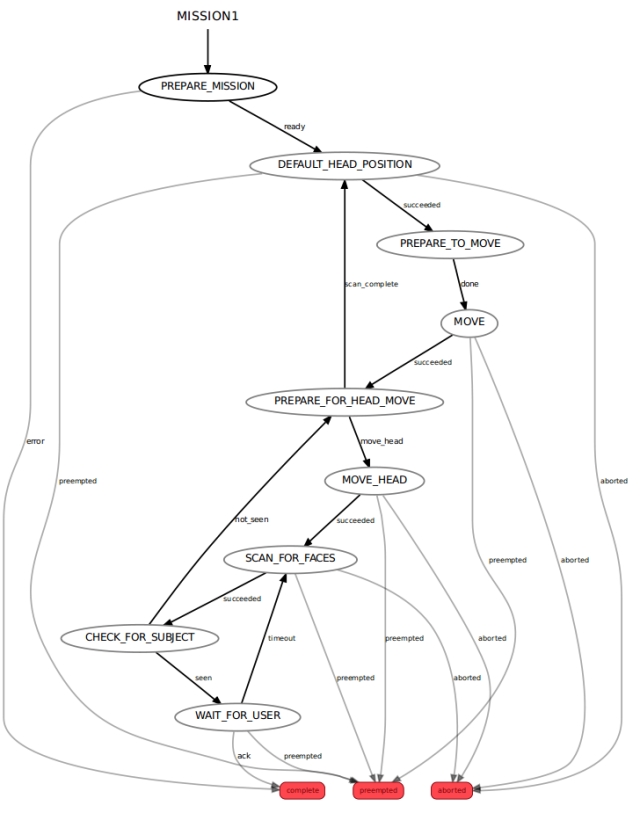 MISSION1
PREPARE_MISSION
ready
DEFAULT_HEAD_POSITION
succeeded
PREPARE_TO_MOVE
scan_complete
done
MOVE
succeeded
PREPARE_FOR_HEAD_MOVE
error
move_head
MOVE_HEAD
preempted
aborted
not_seen
succeeded
SCAN_FOR_FACES
preempted
aborted
succeeded
CHECK_FOR_SUBJECT
timeout
preempted
aborted
seen
preempted
aborted
WAIT_FOR_USER
ack
preempted
complete
preempted
aborted